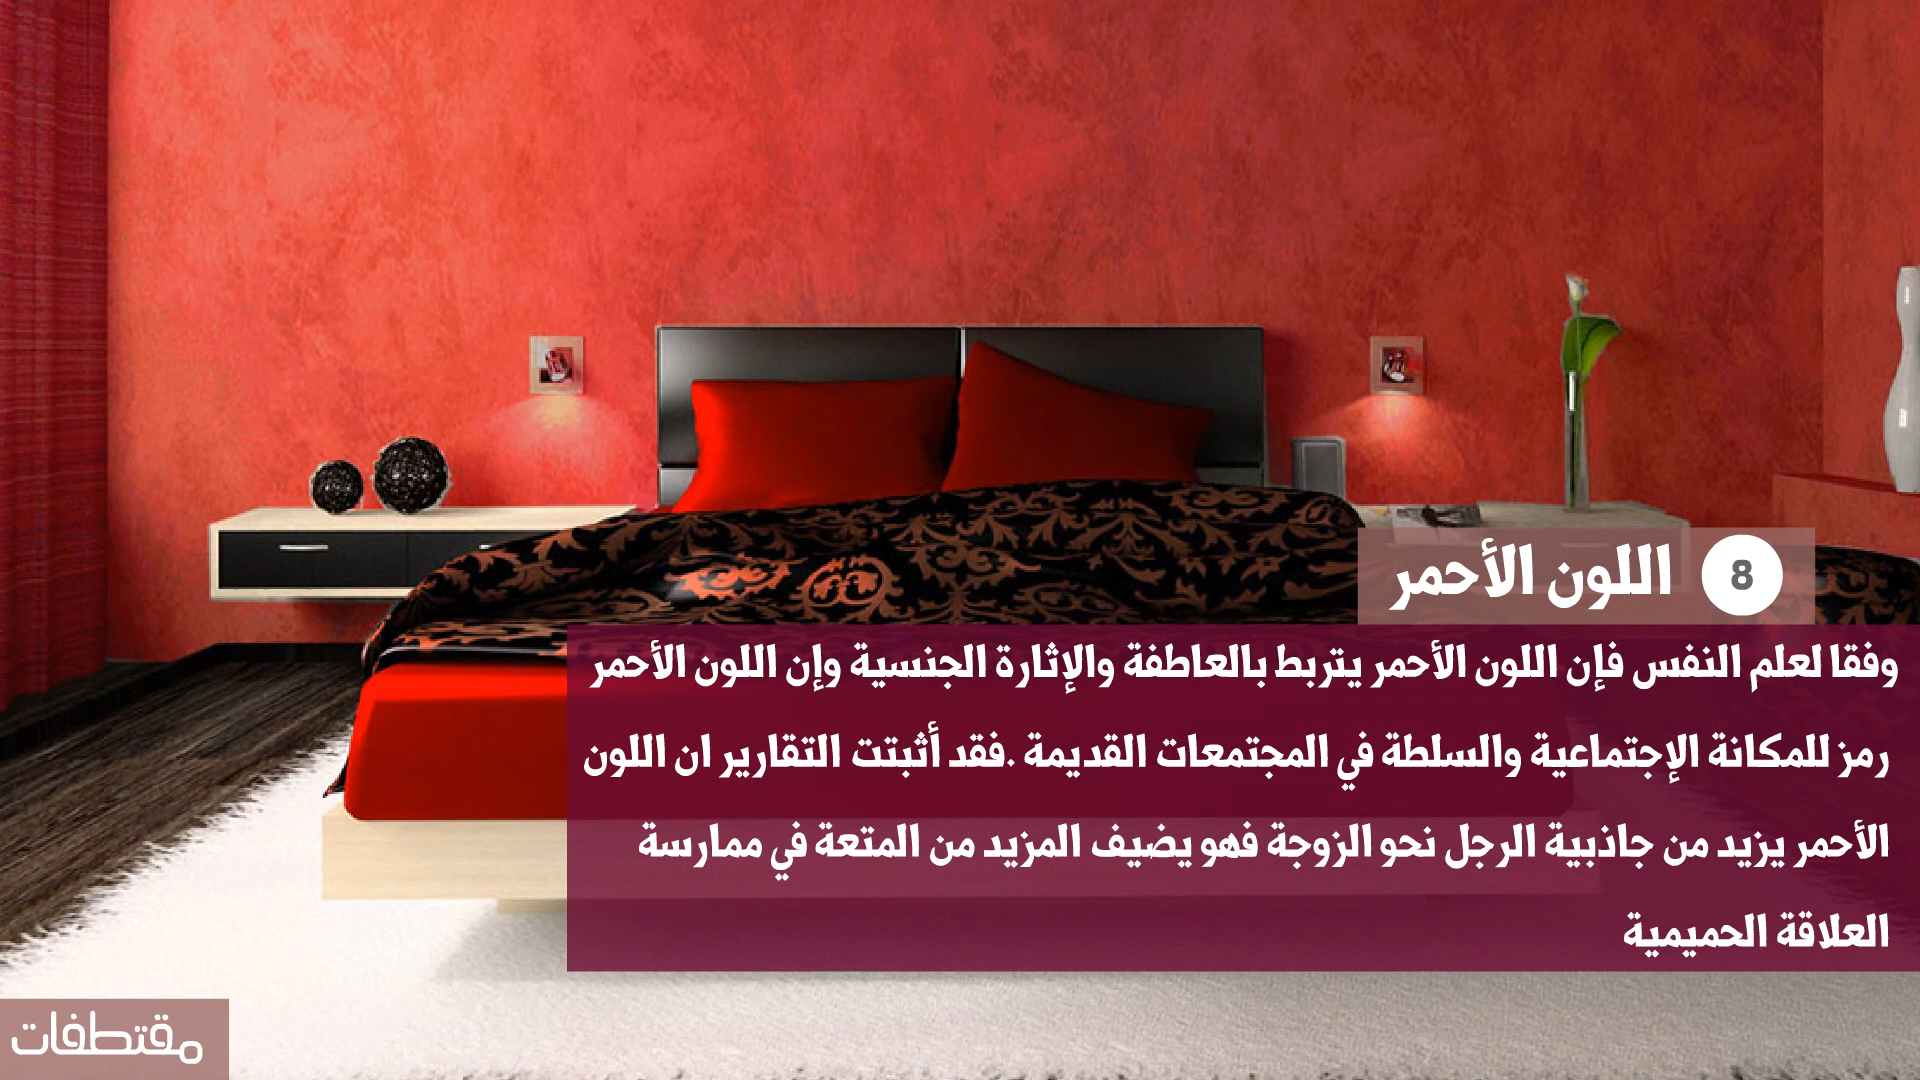 8 اللون الأحمر
وفقا لعلم النفس فإن اللون الأحمر يتربط بالعاطفة والإثارة الجنسية وإن اللون الأحمر
رمز للمكانة الإجتماعية والسلطة في المجتمعات القديمة .فقد أثبتت التقارير ان اللون
الأحمر يزيد من جاذبية الرجل نحو الزوجة فهو يضيف المزيد من المتعة في ممارسة
العلاقة الحميمية
مقتطفات